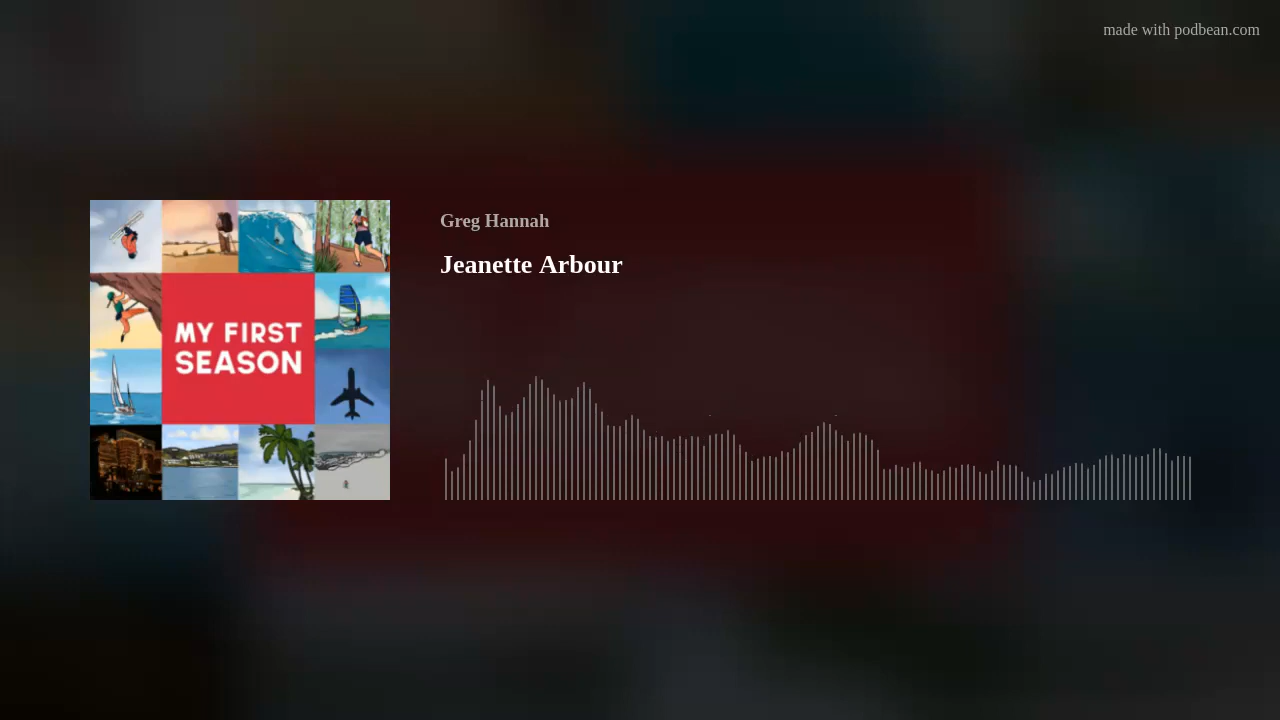 made with podbean.com
Greg Hannah
Jeanette Arbour
MY FIRST
SEASON